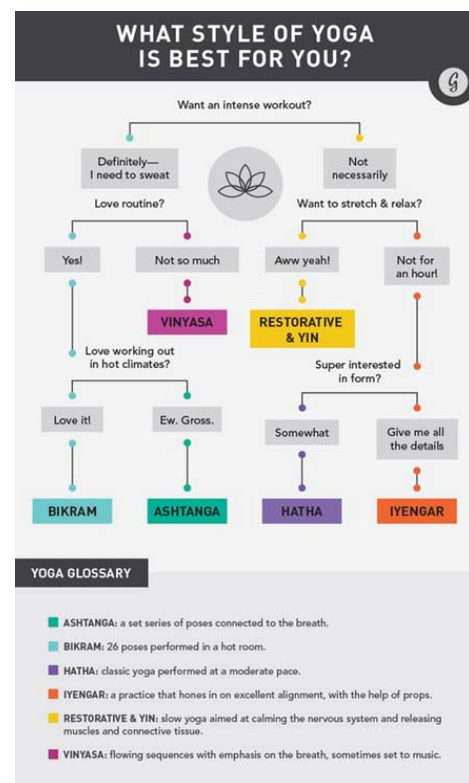 WHAT STYLE OF YOGA
IS BEST FOR YOU?
G
Want an intense workout?
Definitely—
I need to sweat
Not
necessarily
Love routine?
Want to stretch & relax?
Yes!
Not so much
Aww yeah!
Not for
an hour!
VINYASA
RESTORATIVE
& YIN
Love working out
in hot climates?
Super interested
in form?
Love it!
Ew. Gross.
Somewhat
Give me all
the details
BIKRAM
ASHTANGA
HATHA
IYENGAR
YOGA GLOSSARY
ASHTANGA: a set series of poses connected to the breath.
BIKRAM: 26 poses performed in a hot room.
HATHA: classic yoga performed at a moderate pace.
IYENGAR: a practice that hones in on excellent alignment, with the help of props.
RESTORATIVE & YIN: slow yoga aimed at calming the nervous system and releasing
muscles and connective tissue.
VINYASA: flowing sequences with emphasis on the breath, sometimes set to music.